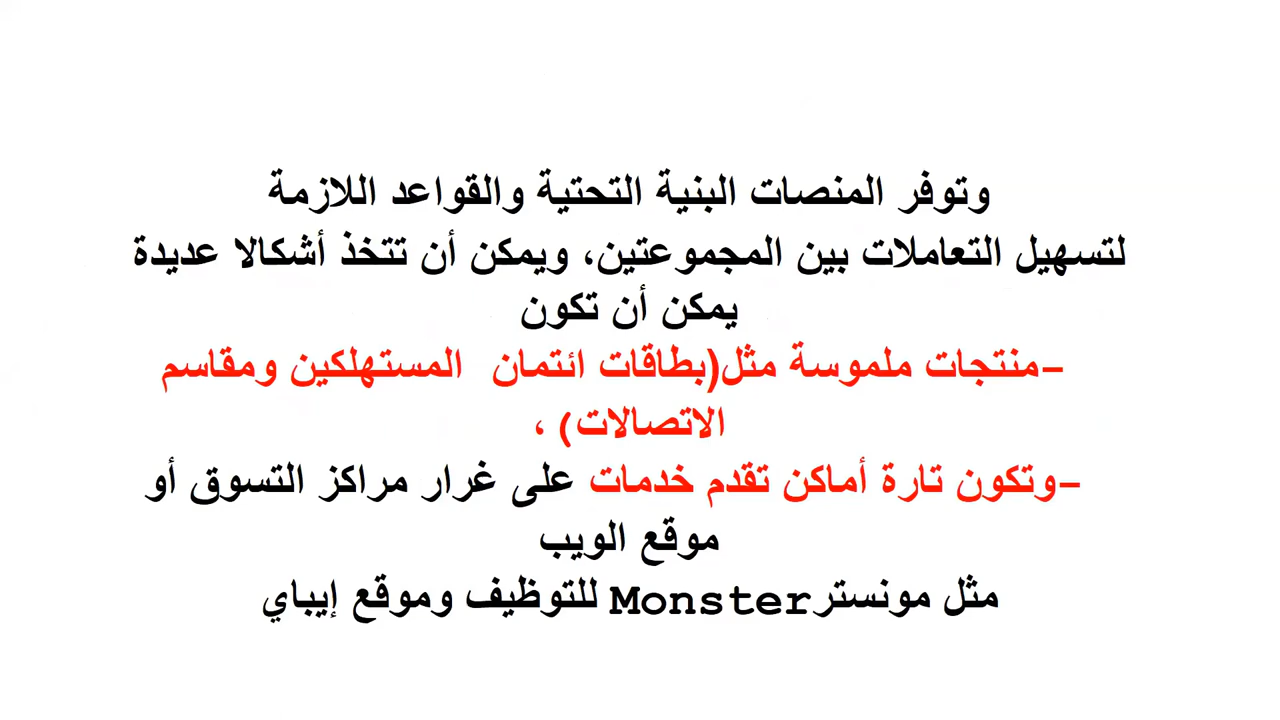 وتوفر المنصات البنية التحتية والقواعد اللازمة
لتسهيل التعاملات بين المجموعتين، ويمكن أن تتخذ أشكالا عديدة
يمكن أن تكون
-منتجات ملموسة مثل(بطاقات ائتمان المستهلكين ومقاسم
الاتصالات) ،
-وتكون تارة أماكن تقدم خدمات على غرار مراكز التسوق أو
موقع الويب
مثل مونسترMonster للتوظيف وموقع إيباي